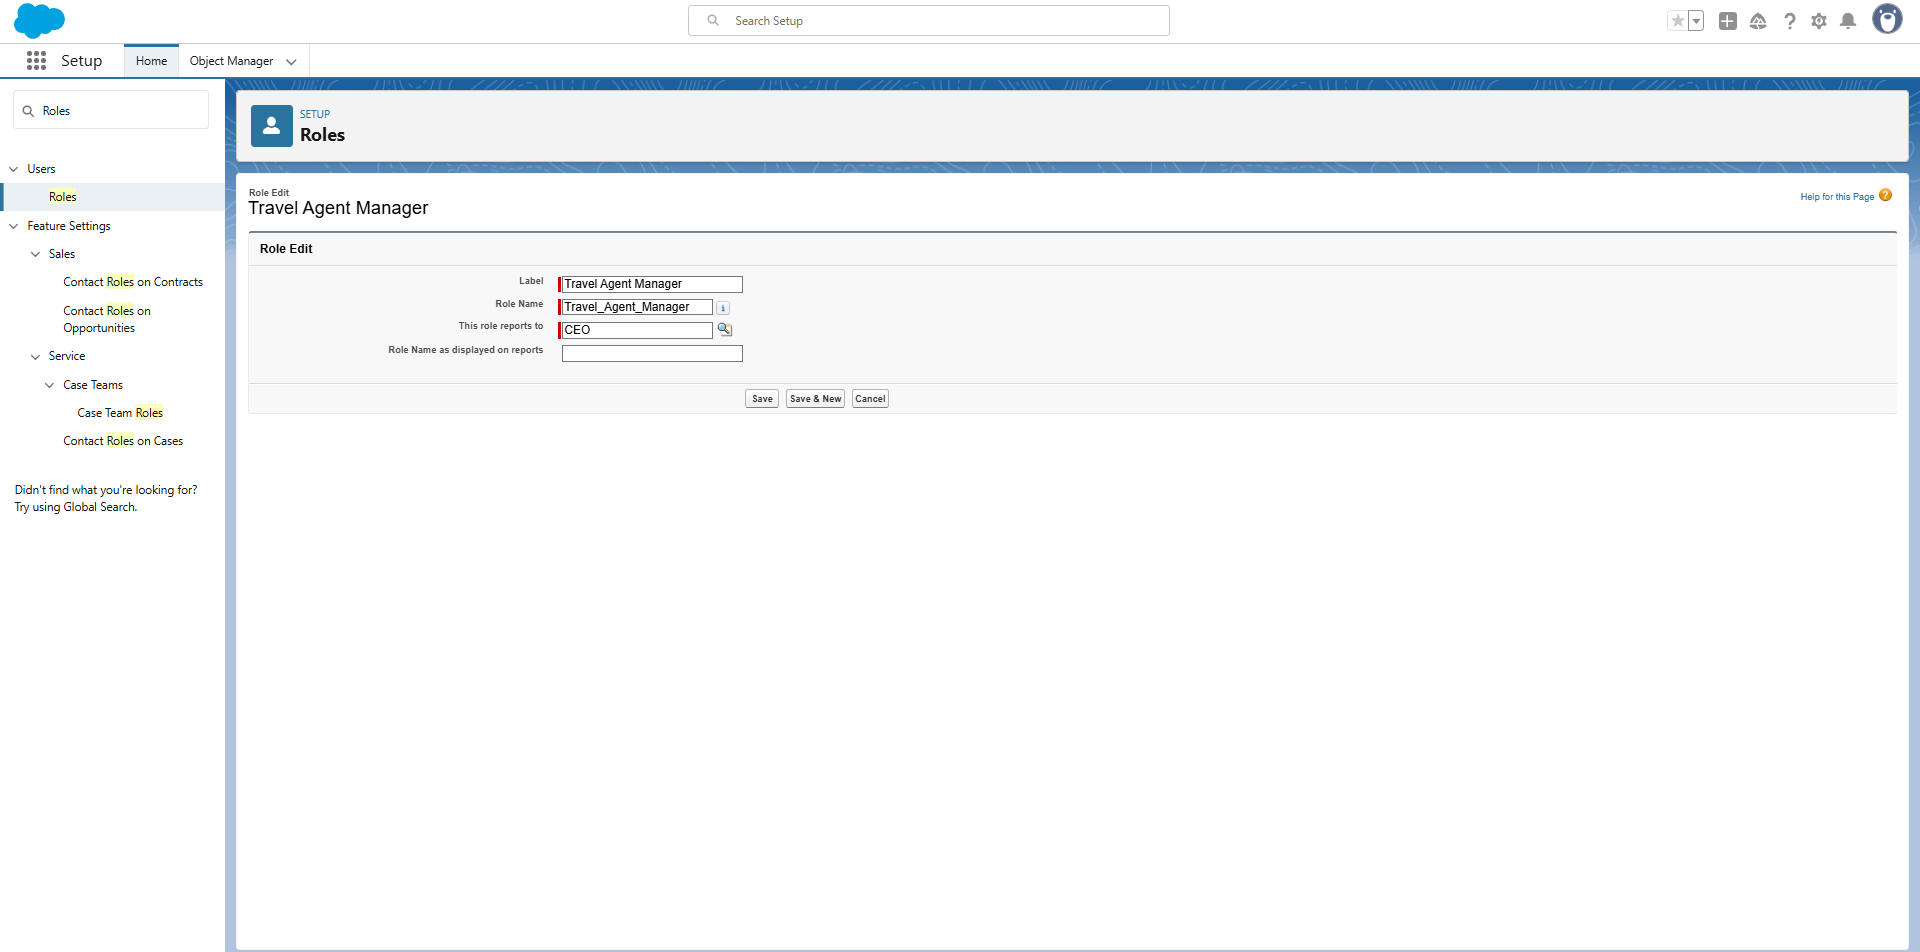 Search Setup
Setup
Home
Object Manager
Roles
Users
Roles
Feature Settings
Sales
Contact Roles on Contracts
Contact Roles on
Opportunities
Service
Case Teams
Case Team Roles
Contact Roles on Cases
Didn't find what you're looking for?
Try using Global Search.
SETUP
Roles
Role Edit
Travel Agent Manager
Help for this Page ?
Role Edit
Label Travel Agent Manager
Role Name Travel_Agent_Manager i
This role reports to CEO
Role Name as displayed on reports
Save Save & New Cancel